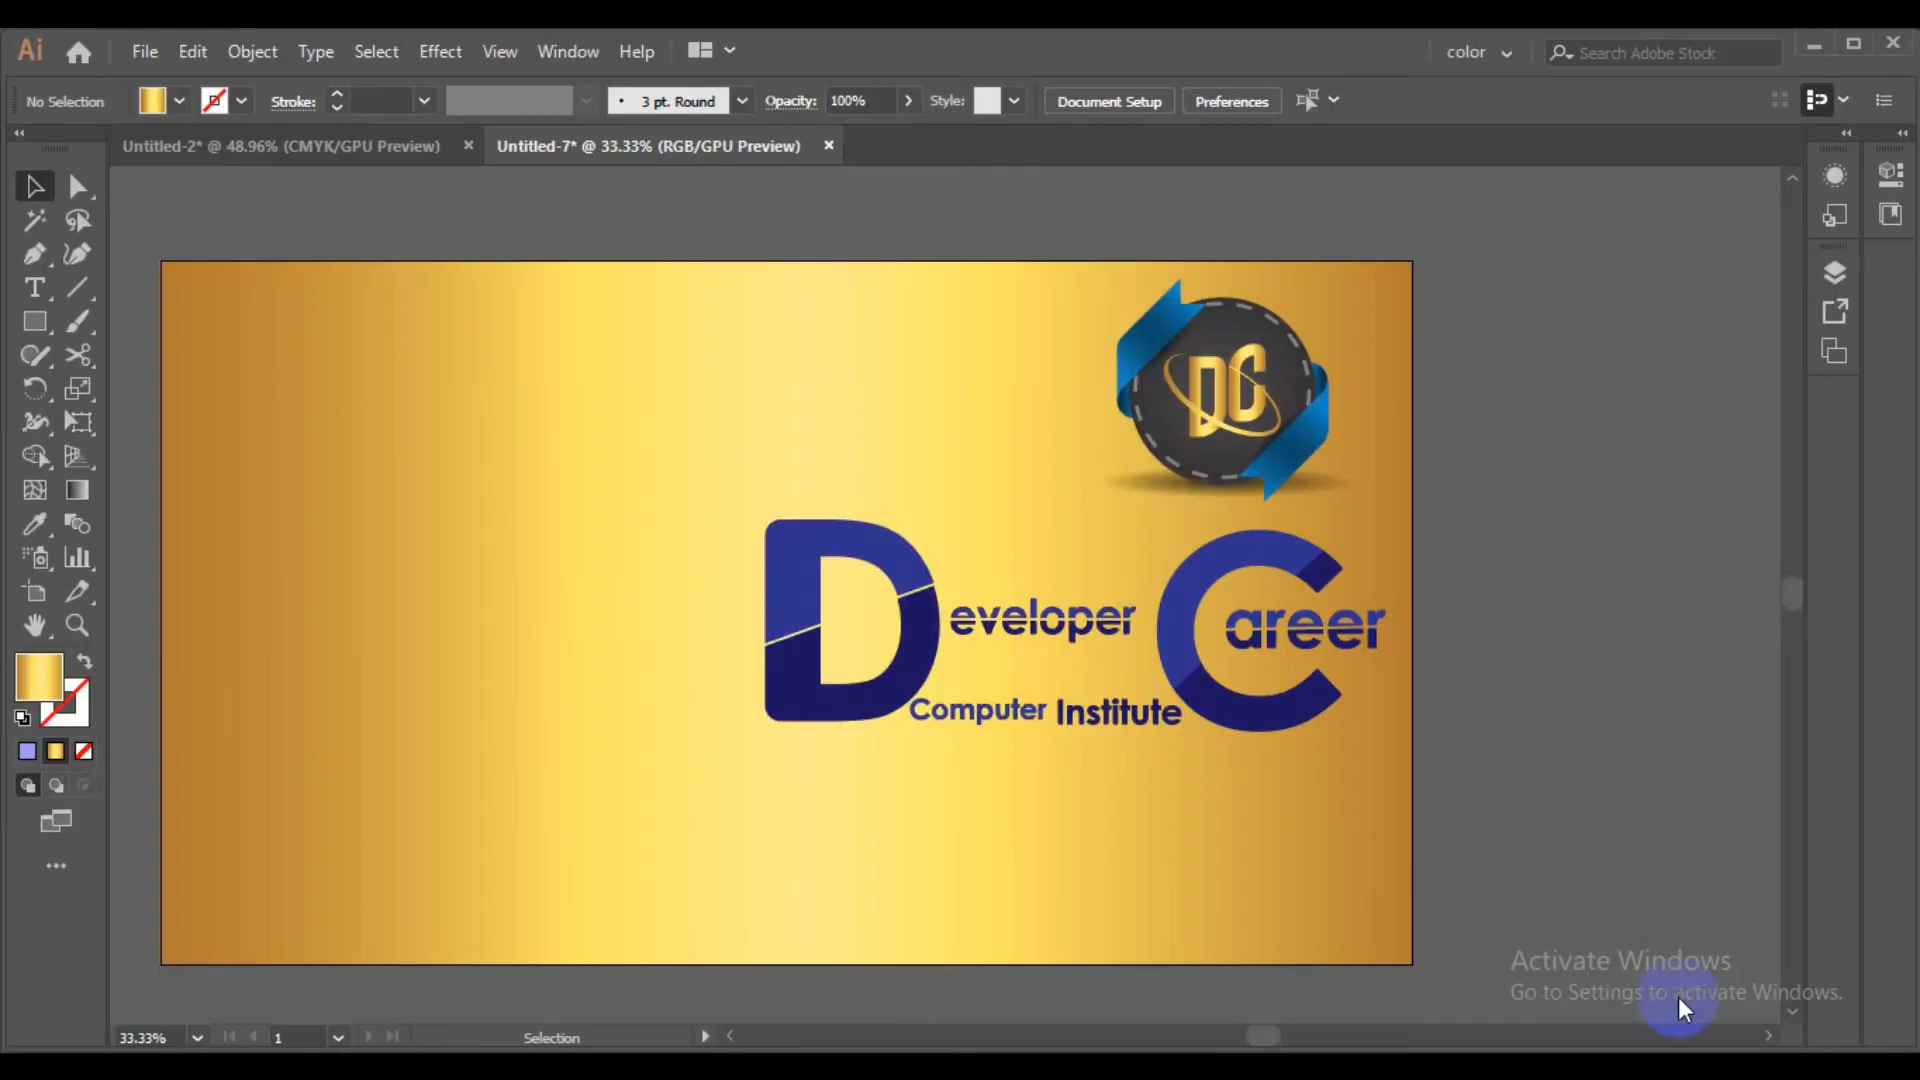 Ai File Edit Object Type Select Effect View Window Help color Search Adobe Stock
No Selection Stroke: 3 pt. Round Opacity: 100% Style: Document Setup Preferences
Untitled-2* @ 48.96% (CMYK/GPU Preview) Untitled-7* @ 33.33% (RGB/GPU Preview)
DC
Developer Career
Computer Institute
Activate Windows
Go to Settings to activate Windows.
33.33% 1 Selection